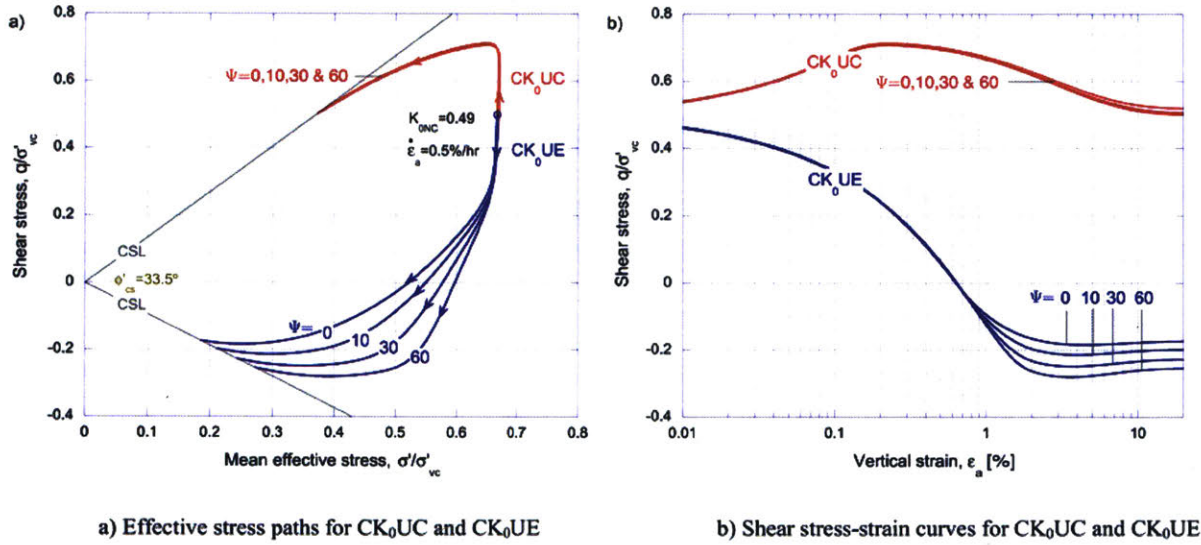 a)
Shear stress, q/σ'vc
0.8
0.6
0.4
0.2
0
-0.2
-0.4
0
0.1
0.2
0.3
0.4
0.5
0.6
0.7
0.8
Mean effective stress, σ'/σ'vc
Ψ=0,10,30 & 60
CK₀UC
K₀NC=0.49
ε̇a=0.5%/hr
CK₀UE
CSL
ϕ'cs=33.5°
CSL
Ψ= 0
10
30
60
b)
Shear stress, q/σ'vc
0.8
0.6
0.4
0.2
0
-0.2
-0.4
0.01
0.1
1
10
Vertical strain, εa [%]
CK₀UC
Ψ=0,10,30 & 60
CK₀UE
Ψ= 0 10 30 60
a) Effective stress paths for CK₀UC and CK₀UE
b) Shear stress-strain curves for CK₀UC and CK₀UE